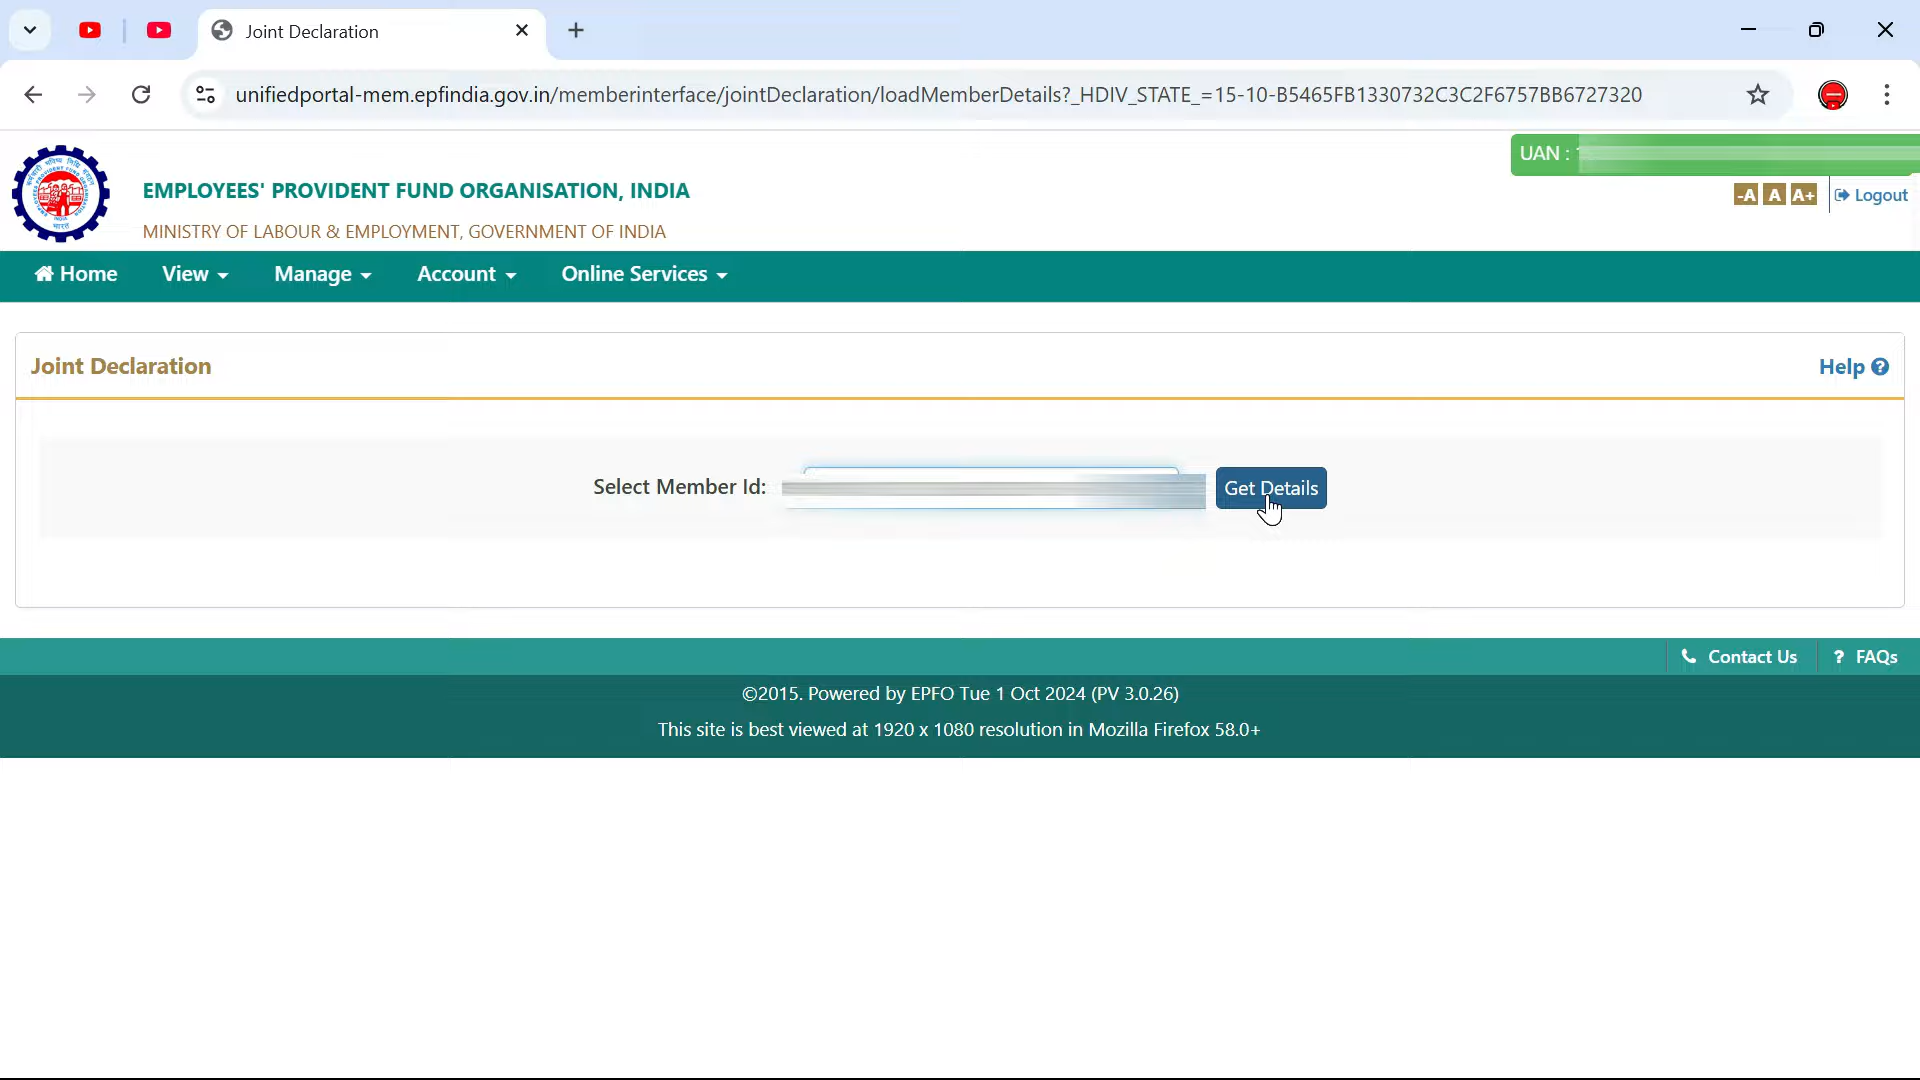 Joint Declaration
unifiedportal-mem.epfindia.gov.in/memberinterface/jointDeclaration/loadMemberDetails?_HDIV_STATE_=15-10-B5465FB1330732C3C2F6757BB6727320
UAN :
EMPLOYEES' PROVIDENT FUND ORGANISATION, INDIA
-A A A+ Logout
MINISTRY OF LABOUR & EMPLOYMENT, GOVERNMENT OF INDIA
Home View Manage Account Online Services
Joint Declaration Help
Select Member Id: Get Details
Contact Us ? FAQs
©2015. Powered by EPFO Tue 1 Oct 2024 (PV 3.0.26)
This site is best viewed at 1920 x 1080 resolution in Mozilla Firefox 58.0+